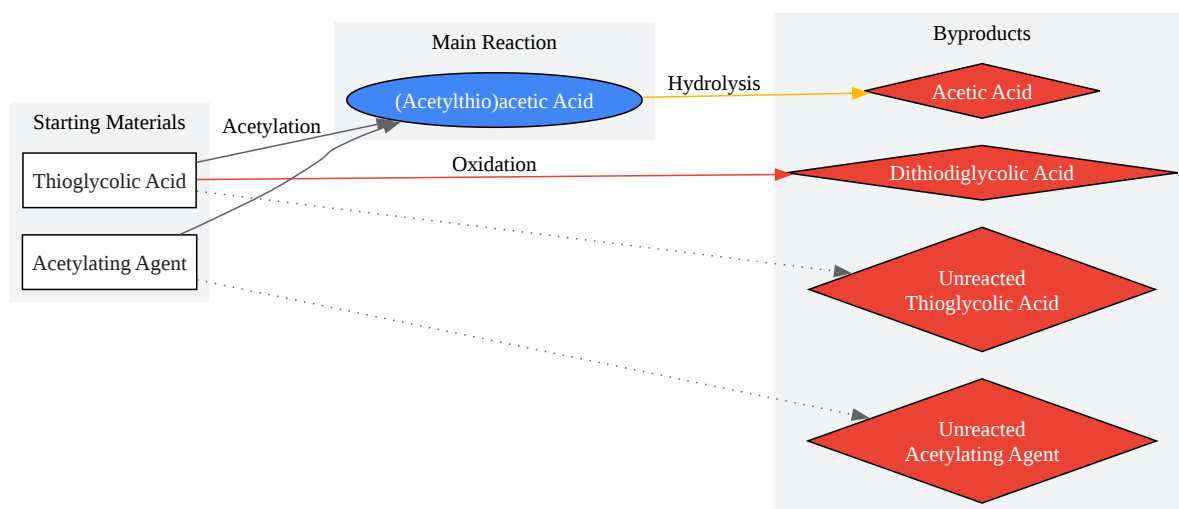 Starting Materials
Thioglycolic Acid
Acetylating Agent
Acetylation
Main Reaction
(Acetylthio)acetic Acid
Hydrolysis
Oxidation
Byproducts
Acetic Acid
Dithiodiglycolic Acid
Unreacted
Thioglycolic Acid
Unreacted
Acetylating Agent